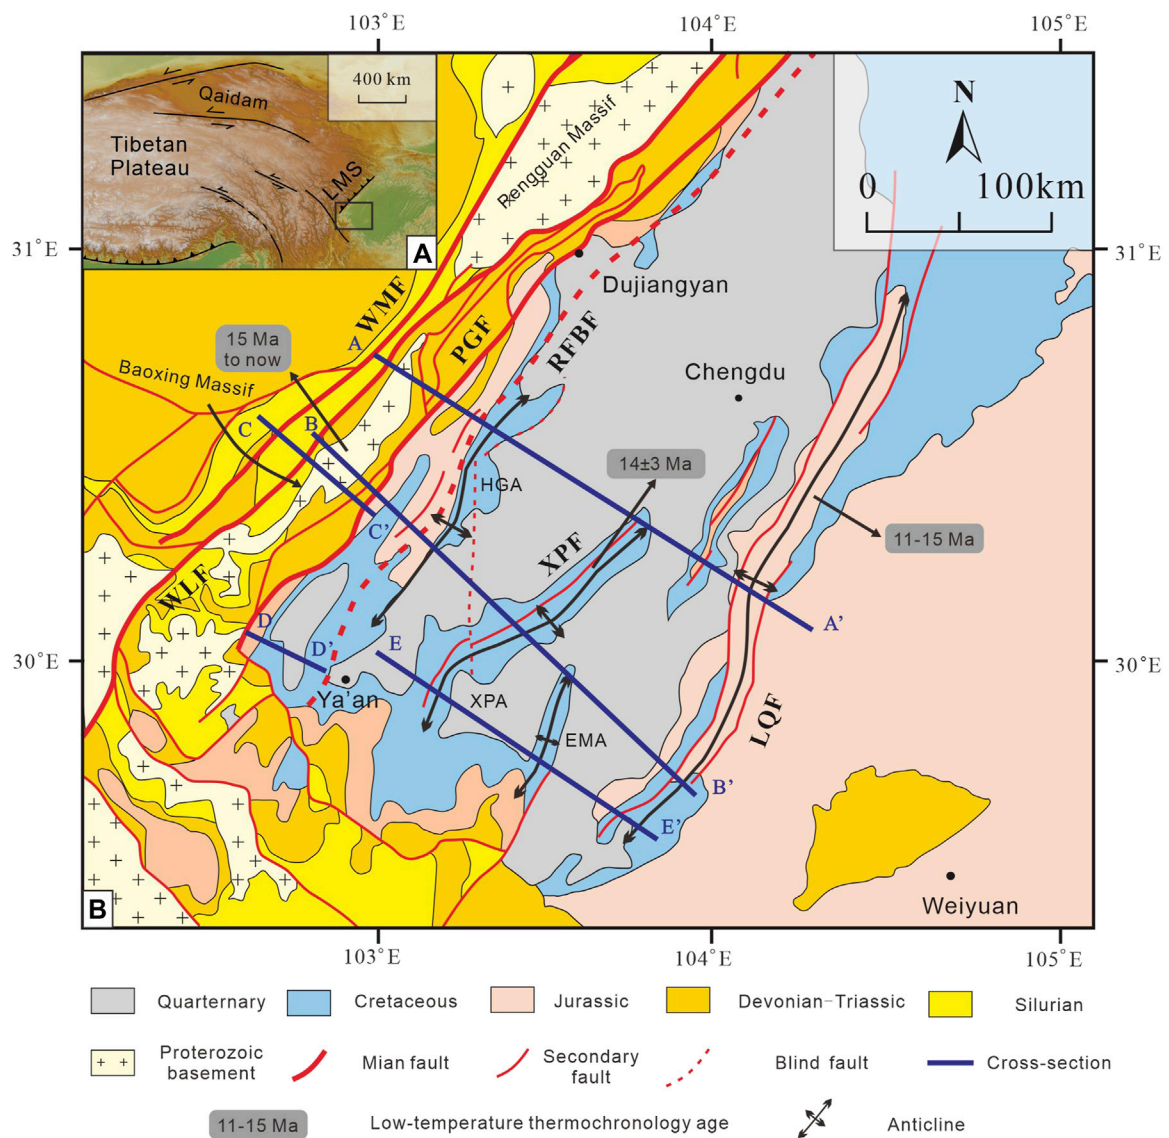 103°E
104°E
105°E
400 km
Qaidam
Tibetan
Plateau
LMS
A
N
0
100km
Pengguan Massif
31°E
31°E
Dujiangyan
WMF
15 Ma
to now
A
PGF
RFBF
Baoxing Massif
Chengdu
C
B
14±3 Ma
HGA
C'
XPF
11-15 Ma
WLF
D
A'
D'
E
30°E
30°E
Ya'an
XPA
LQF
EMA
B'
E'
B
Weiyuan
103°E
104°E
105°E
Quarternary
Cretaceous
Jurassic
Devonian-Triassic
Silurian
Proterozoic
basement
Mian fault
Secondary
fault
Blind fault
Cross-section
11-15 Ma
Low-temperature thermochronology age
Anticline